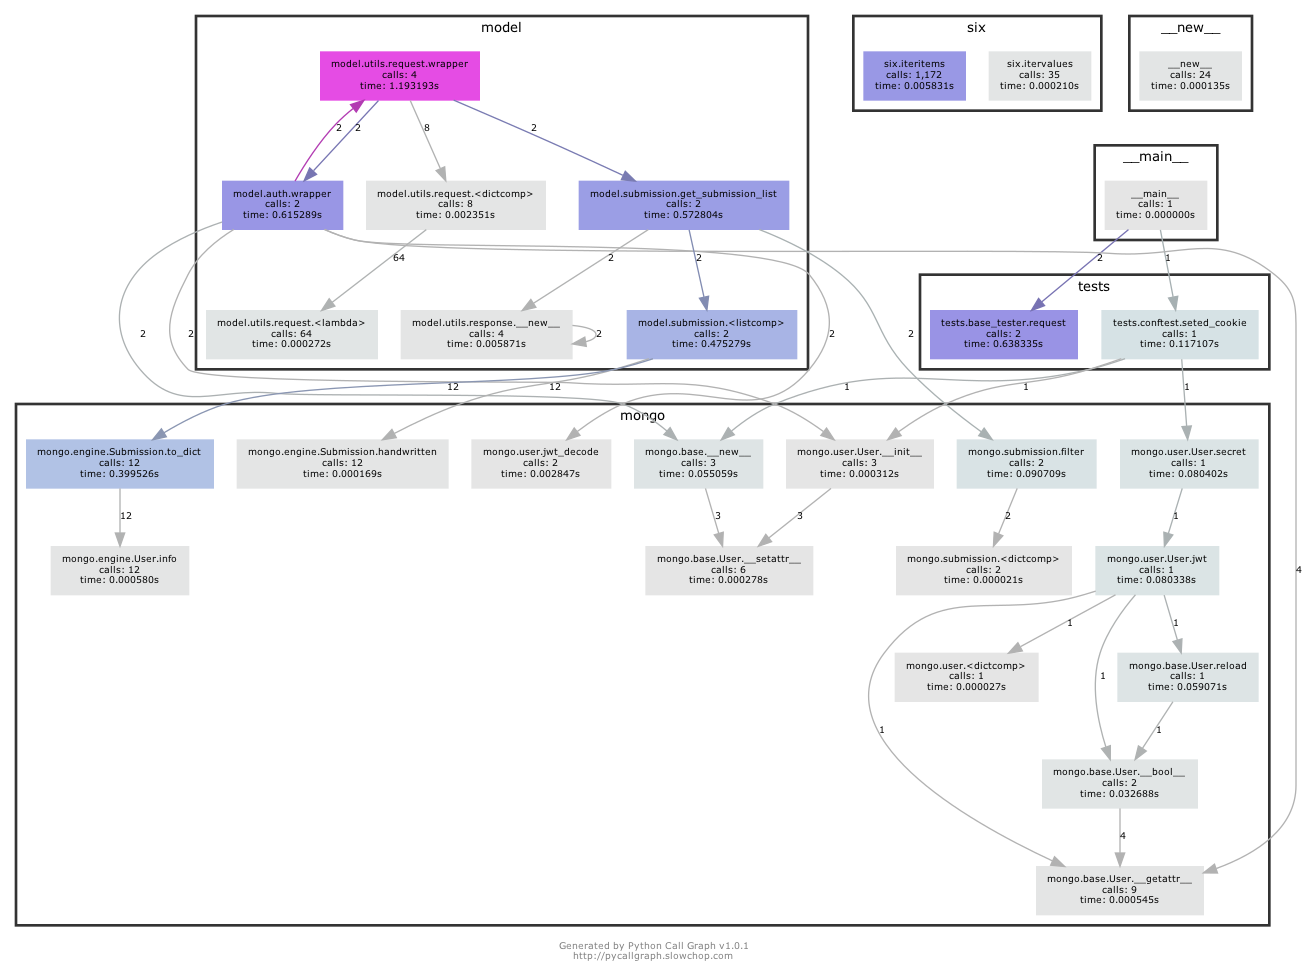 model
model.utils.request.wrapper
calls: 4
time: 1.193193s
2
2
8
2
model.auth.wrapper
calls: 2
time: 0.615289s
model.utils.request.<dictcomp>
calls: 8
time: 0.002351s
model.submission.get_submission_list
calls: 2
time: 0.572804s
64
2
2
model.utils.request.<lambda>
calls: 64
time: 0.000272s
model.utils.response.__new__
calls: 4
time: 0.005871s
2
model.submission.<listcomp>
calls: 2
time: 0.475279s
six
six.iteritems
calls: 1,172
time: 0.005831s
six.itervalues
calls: 35
time: 0.000210s
__new__
__new__
calls: 24
time: 0.000135s
__main__
__main__
calls: 1
time: 0.000000s
2
1
tests
tests.base_tester.request
calls: 2
time: 0.638335s
tests.conftest.seted_cookie
calls: 1
time: 0.117107s
2
2
2
2
12
12
1
1
1
mongo
mongo.engine.Submission.to_dict
calls: 12
time: 0.399526s
mongo.engine.Submission.handwritten
calls: 12
time: 0.000169s
mongo.user.jwt_decode
calls: 2
time: 0.002847s
mongo.base.__new__
calls: 3
time: 0.055059s
mongo.user.User.__init__
calls: 3
time: 0.000312s
mongo.submission.filter
calls: 2
time: 0.090709s
mongo.user.User.secret
calls: 1
time: 0.080402s
12
3
3
2
1
mongo.engine.User.info
calls: 12
time: 0.000580s
mongo.base.User.__setattr__
calls: 6
time: 0.000278s
mongo.submission.<dictcomp>
calls: 2
time: 0.000021s
mongo.user.User.jwt
calls: 1
time: 0.080338s
4
1
1
1
1
mongo.user.<dictcomp>
calls: 1
time: 0.000027s
mongo.base.User.reload
calls: 1
time: 0.059071s
1
mongo.base.User.__bool__
calls: 2
time: 0.032688s
4
mongo.base.User.__getattr__
calls: 9
time: 0.000545s
Generated by Python Call Graph v1.0.1
http://pycallgraph.slowchop.com